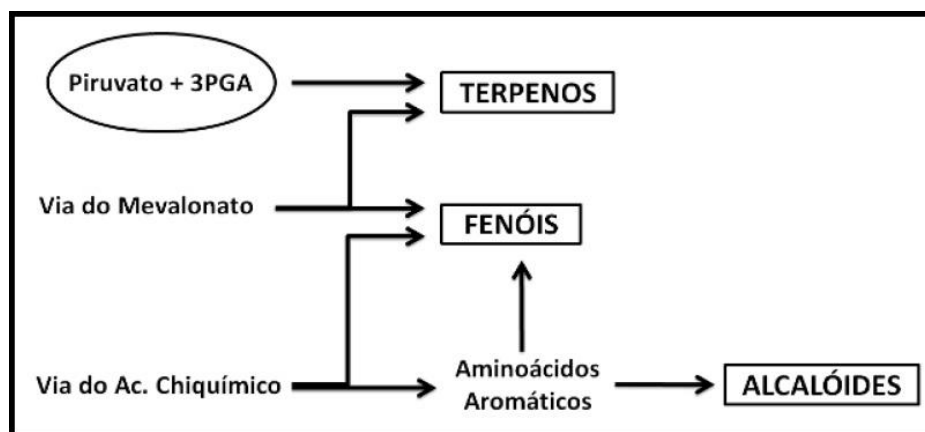 Piruvato + 3PGA
TERPENOS
Via do Mevalonato
FENÓIS
Via do Ac. Chiquímico
Aminoácidos
Aromáticos
ALCALÓIDES